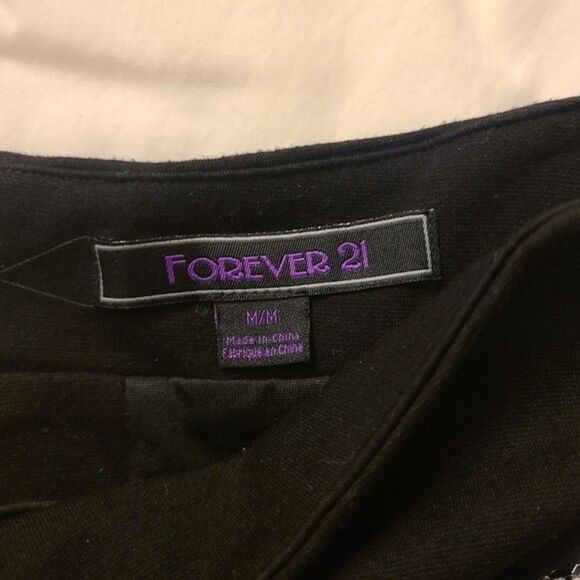 FOREVER 21
M/M
Made in China
Fabriqué en Chine